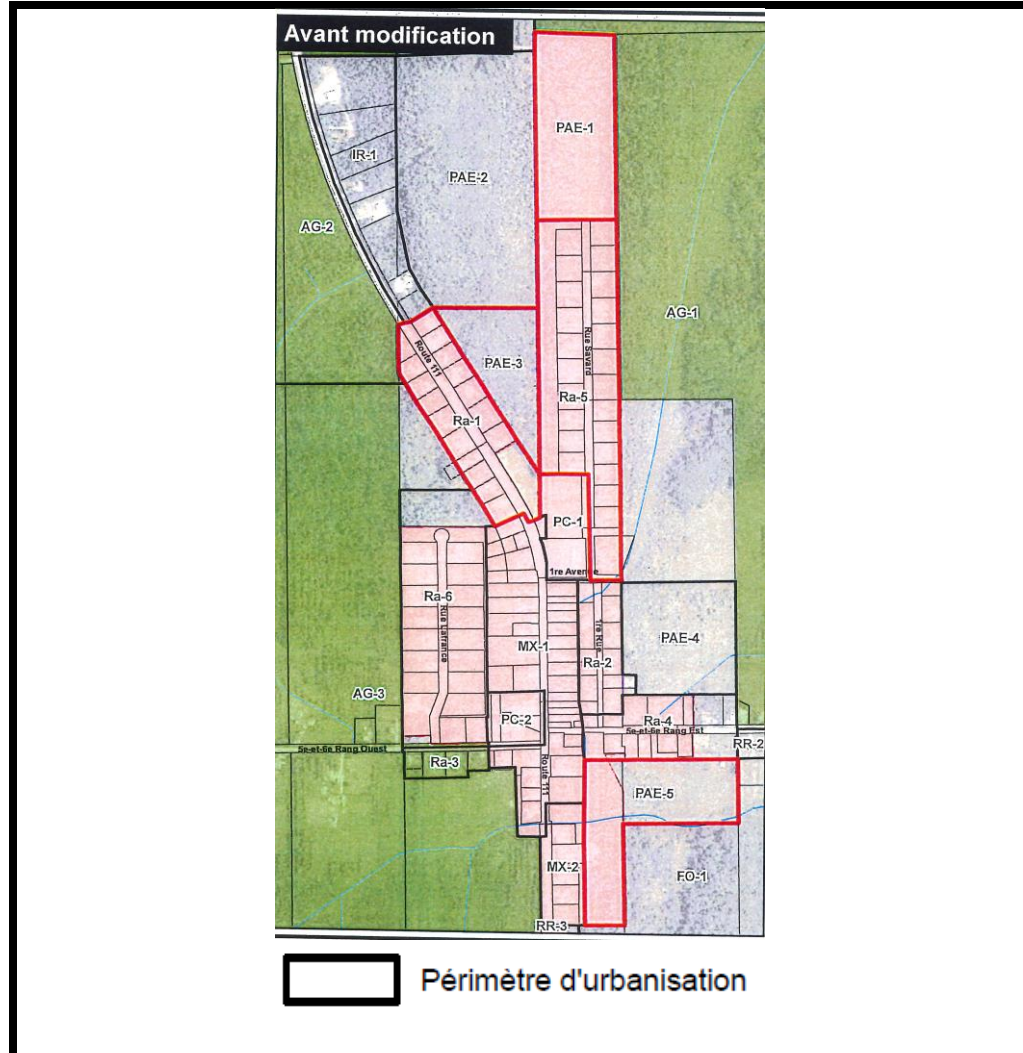 Avant modification
PAE-1
IR-1
PAE-2
AG-2
AG-1
Route 111
PAE-3
Rue Savard
Ra-5
Ra-1
PC-1
1re Avenue
Ra-6
Rue Lafrance
MX-1
1re Rue
PAE-4
Ra-2
AG-3
PC-2
Ra-4
5e-et-6e Rang Est
RR-2
5e-et-6e Rang Ouest
Ra-3
Route 111
PAE-5
MX-2
FO-1
RR-3
Périmètre d'urbanisation